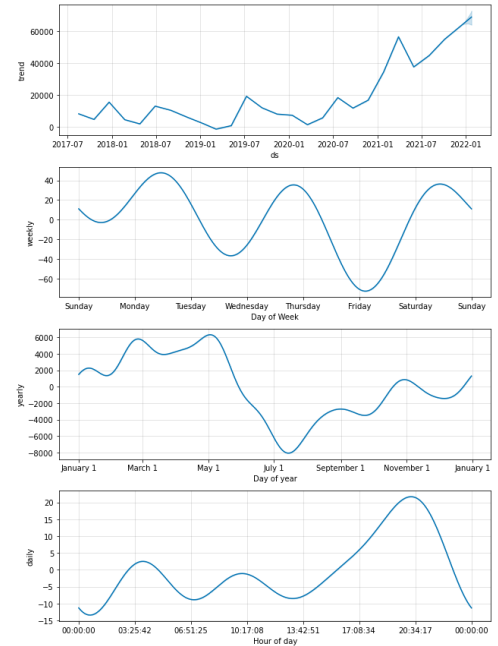 60000
40000
20000
0
trend
2017-07 2018-01 2018-07 2019-01 2019-07 2020-01 2020-07 2021-01 2021-07 2022-01
ds
40
20
0
−20
−40
−60
weekly
Sunday Monday Tuesday Wednesday Thursday Friday Saturday Sunday
Day of Week
6000
4000
2000
0
−2000
−4000
−6000
−8000
yearly
January 1 March 1 May 1 July 1 September 1 November 1 January 1
Day of year
20
15
10
5
0
−5
−10
−15
daily
00:00:00 03:25:42 06:51:25 10:17:08 13:42:51 17:08:34 20:34:17 00:00:00
Hour of day